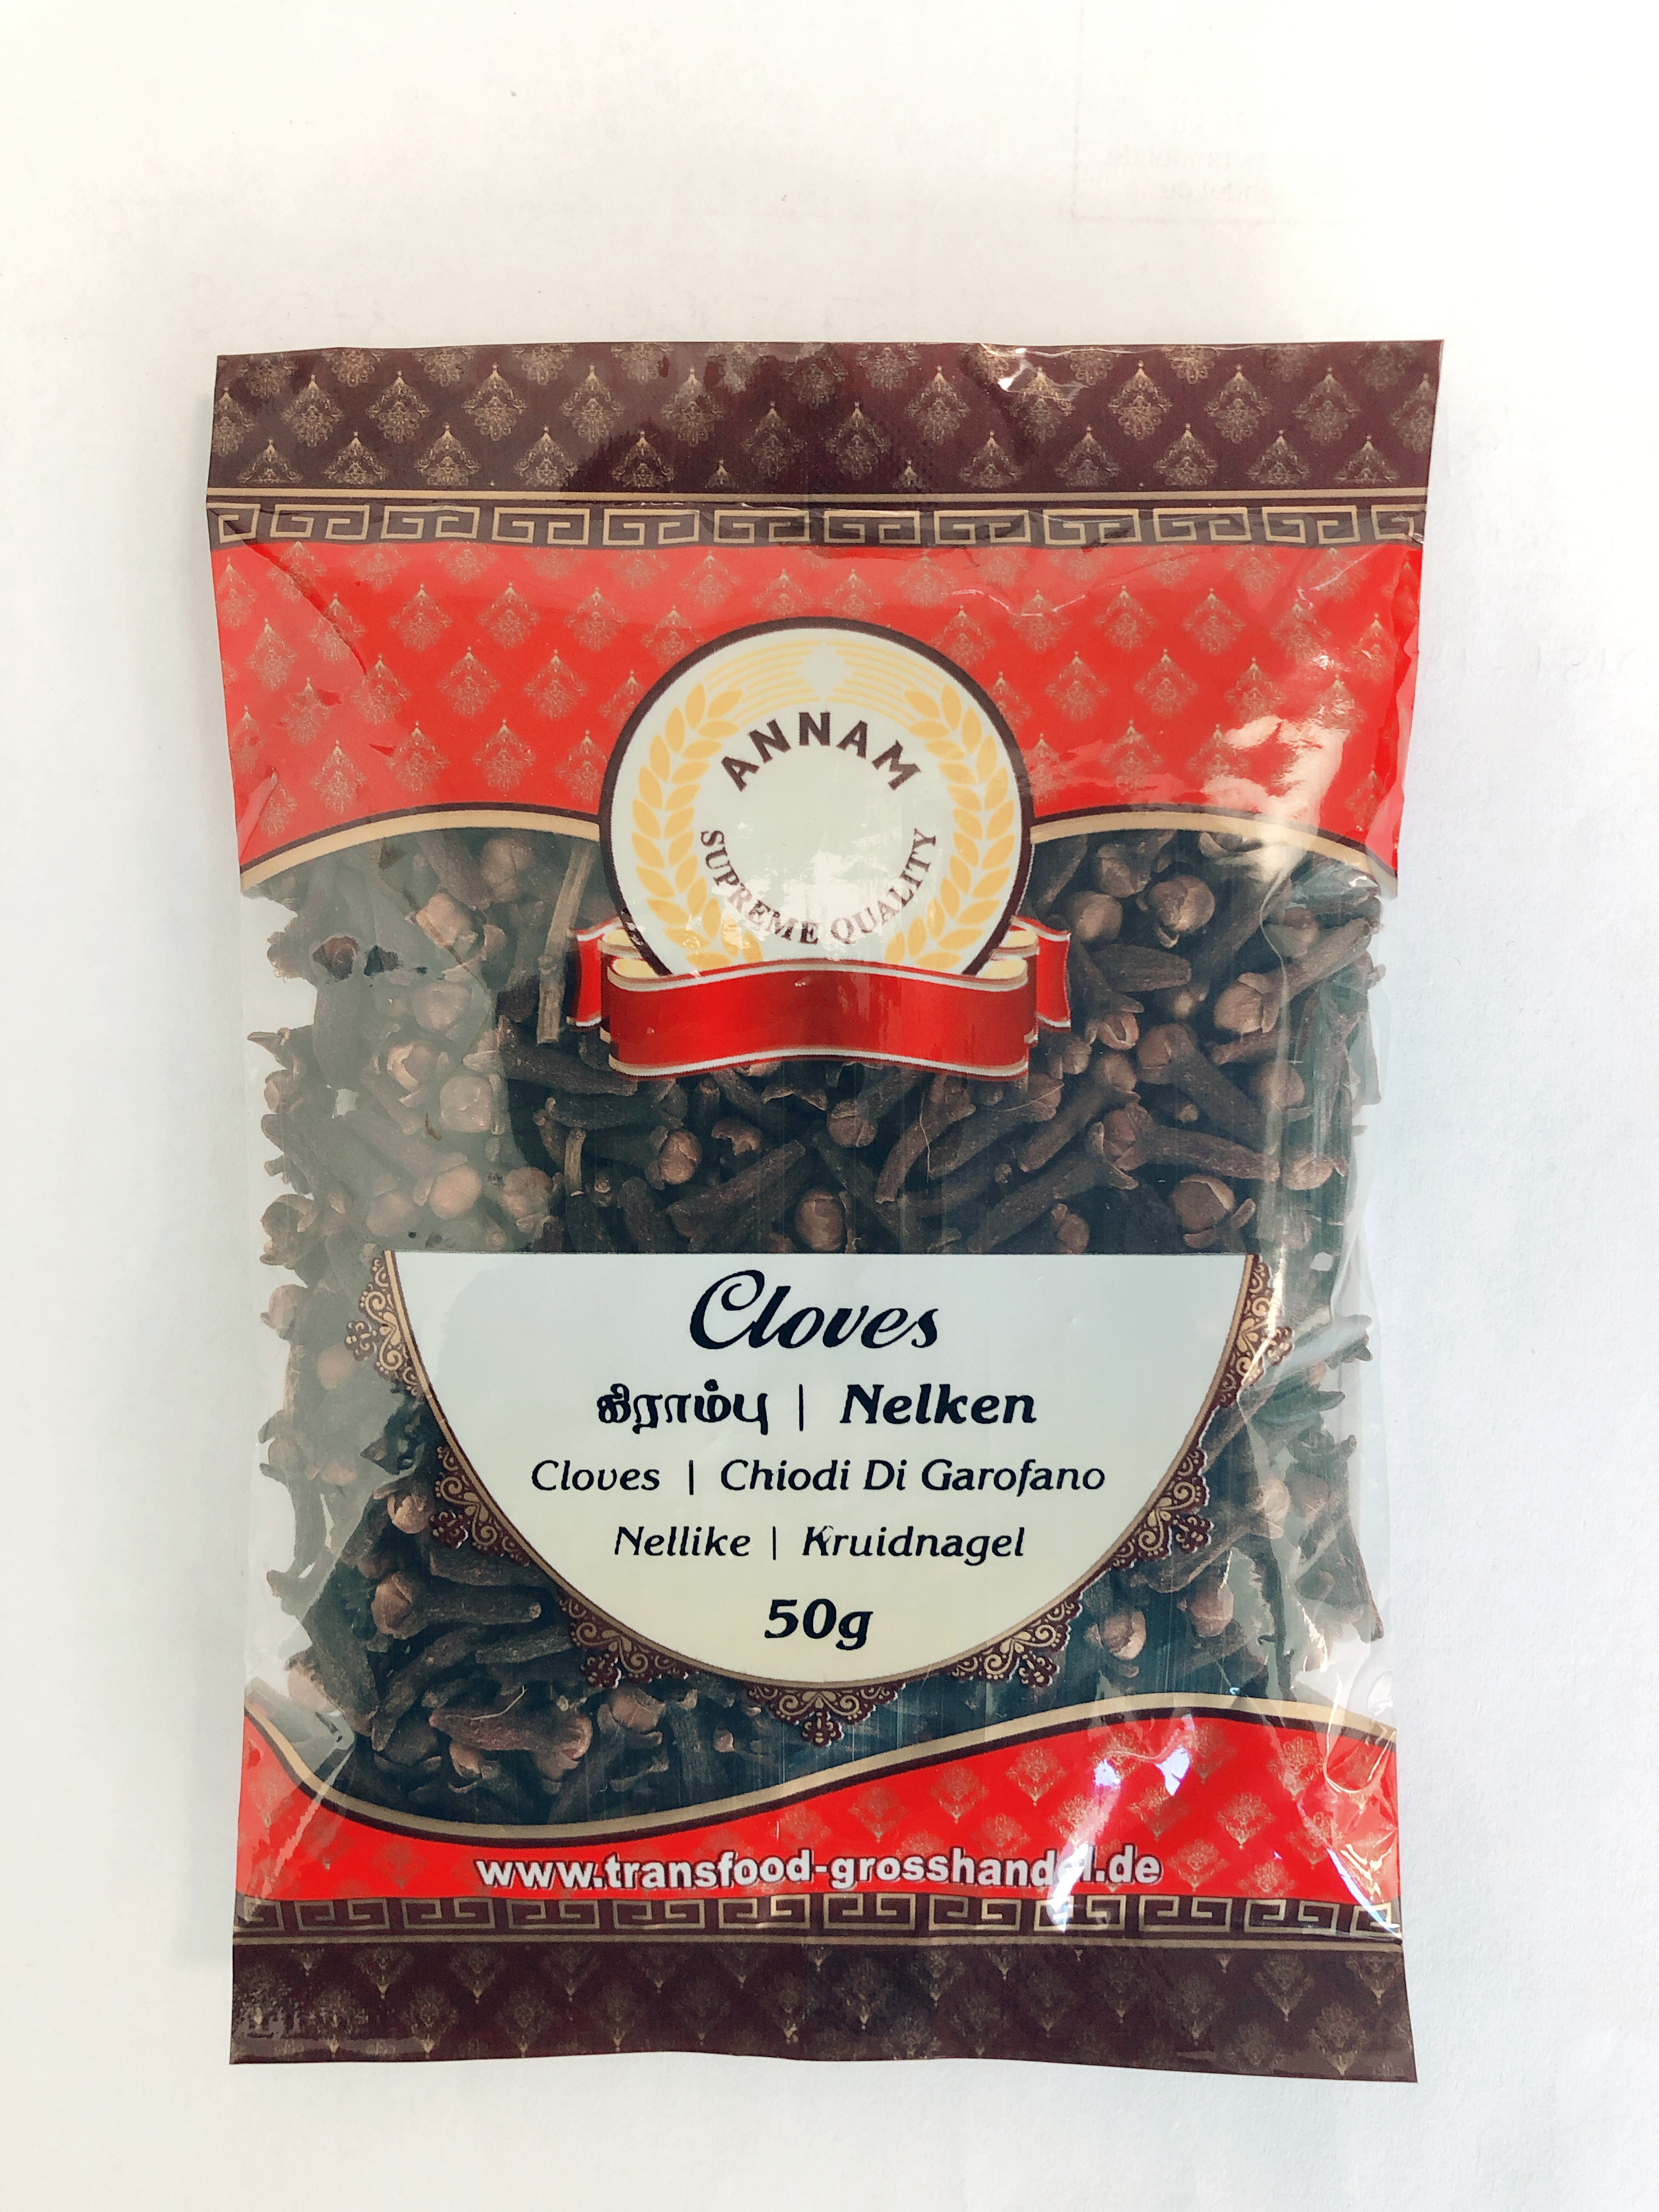 ANNAM
SUPREME QUALITY
Cloves
கிராம்பு | Nelken
Cloves | Chiodi Di Garofano
Nellike | Kruidnagel
50g
www.transfood-grosshandel.de